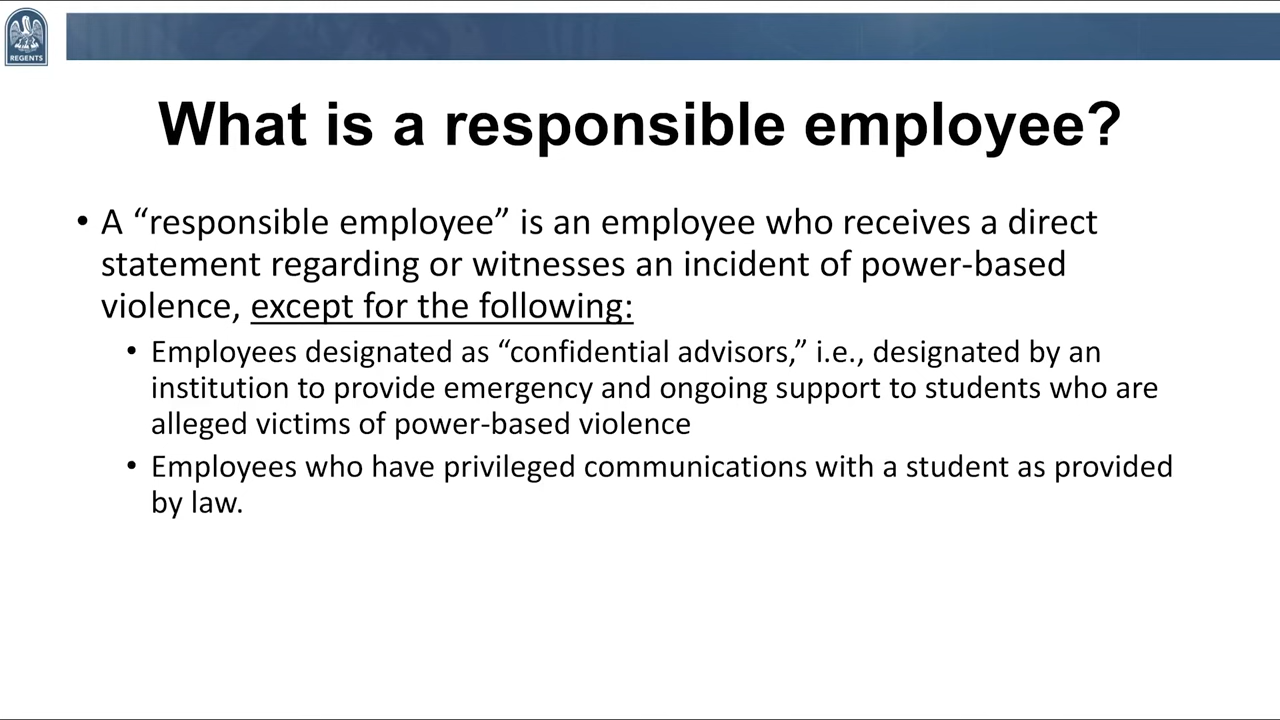 REGENTS
What is a responsible employee?
• A “responsible employee” is an employee who receives a direct
statement regarding or witnesses an incident of power-based
violence, except for the following:
• Employees designated as “confidential advisors,” i.e., designated by an
institution to provide emergency and ongoing support to students who are
alleged victims of power-based violence
• Employees who have privileged communications with a student as provided
by law.